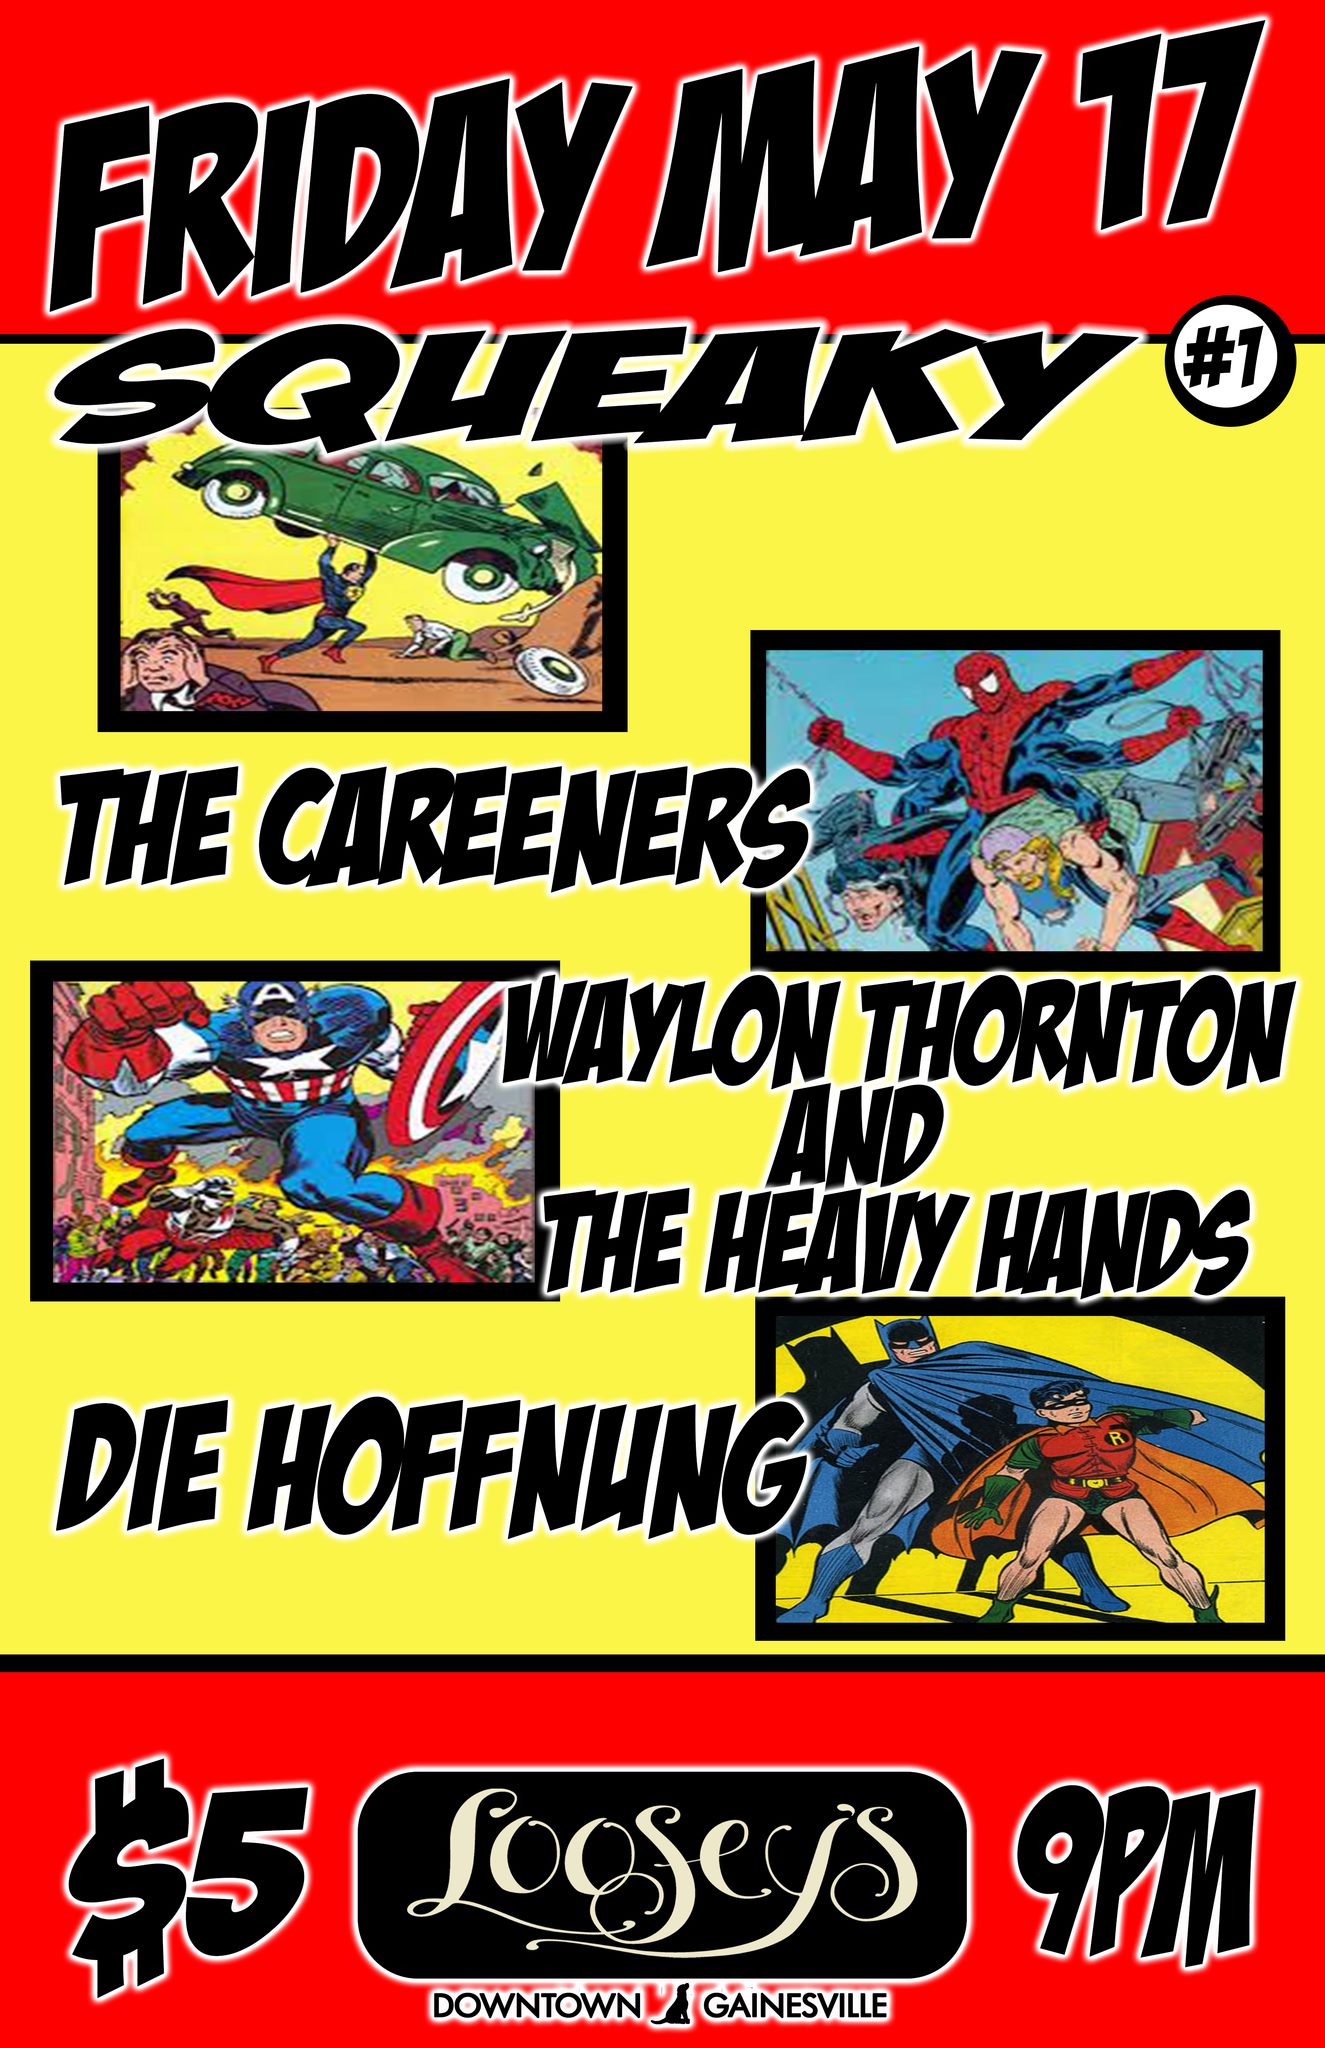 FRIDAY MAY 17
SQUEAKY
#1
THE CAREENERS
WAYLON THORNTON
AND
THE HEAVY HANDS
DIE HOFFNUNG
$5
Loosey's
9PM
DOWNTOWN GAINESVILLE
A
R